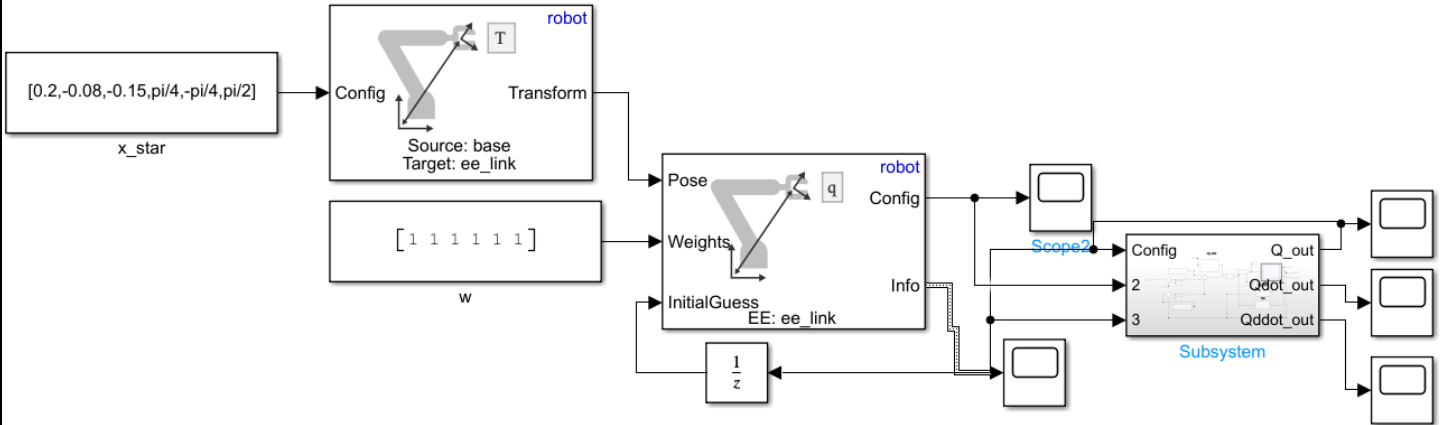 [0.2,-0.08,-0.15,pi/4,-pi/4,pi/2]
x_star
robot
T
Config
Transform
Source: base
Target: ee_link
[1 1 1 1 1 1]
w
robot
q
Pose
Config
Weights
Info
InitialGuess
EE: ee_link
1
z
Scope2
Config
Q_out
2
Qdot_out
3
Qddot_out
Subsystem